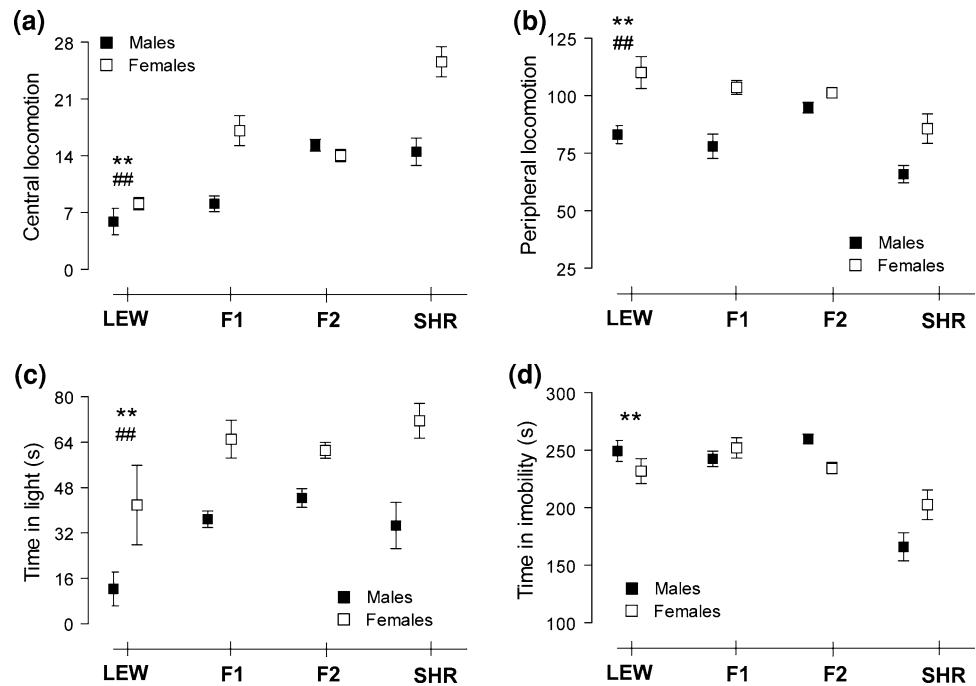 (a)
Central locomotion
28
21
14
7
0
Males
Females
**
##
LEW F1 F2 SHR
(b)
Peripheral locomotion
125
100
75
50
25
**
##
Males
Females
LEW F1 F2 SHR
(c)
Time in light (s)
80
64
48
32
16
0
**
##
Males
Females
LEW F1 F2 SHR
(d)
Time in imobility (s)
300
250
200
150
100
**
Males
Females
LEW F1 F2 SHR